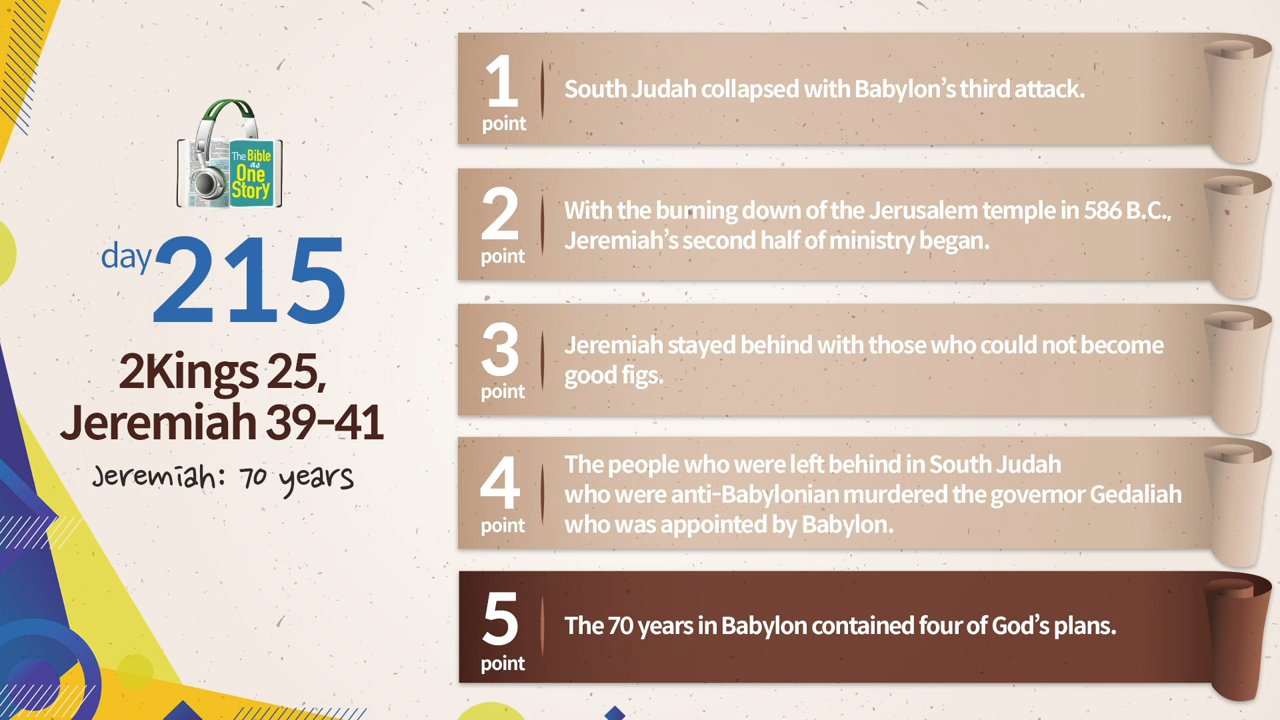 The Bible
as
One
Story
day 215
2Kings 25,
Jeremiah 39-41
Jeremiah: 70 years
1
point
South Judah collapsed with Babylon's third attack.
2
point
With the burning down of the Jerusalem temple in 586 B.C.,
Jeremiah's second half of ministry began.
3
point
Jeremiah stayed behind with those who could not become
good figs.
4
point
The people who were left behind in South Judah
who were anti-Babylonian murdered the governor Gedaliah
who was appointed by Babylon.
5
point
The 70 years in Babylon contained four of God's plans.